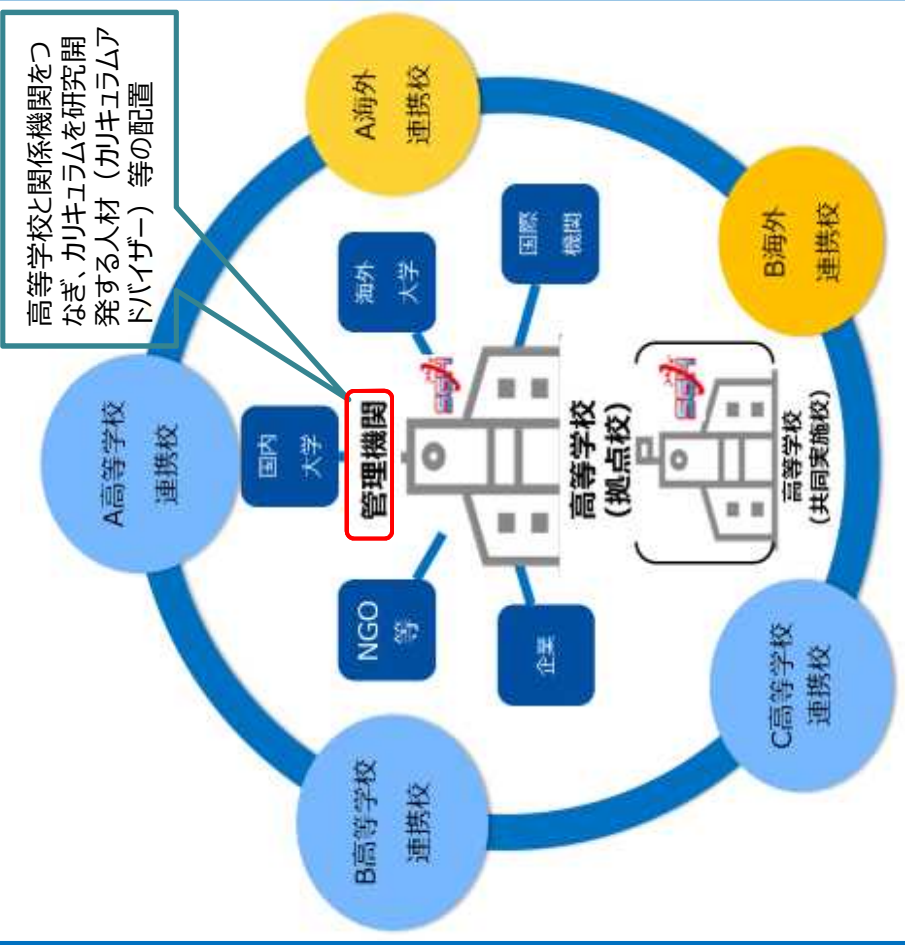 高等学校と関係機関をつ
なぎ、カリキュラムを研究開
発する人材（カリキュラムア
ドバイザー）等の配置
A高等学校
連携校
A海外
連携校
国内
大学
海外
大学
管理機関
NGO
等
国際
機関
B高等学校
連携校
企業
高等学校
(拠点校)
B海外
連携校
高等学校
(共同実施校)
C高等学校
連携校